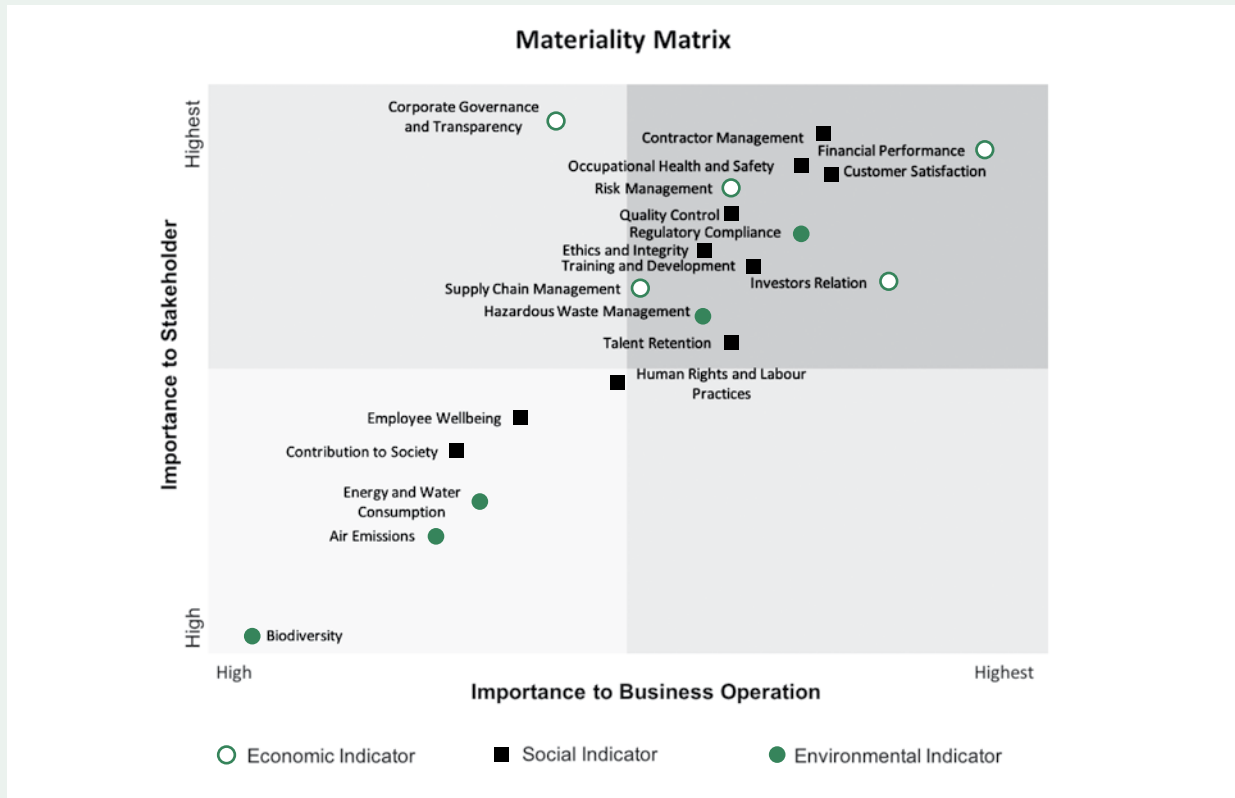 Materiality Matrix
Highest
Corporate Governance
and Transparency
Contractor Management
Financial Performance
Occupational Health and Safety
Customer Satisfaction
Risk Management
Quality Control
Regulatory Compliance
Ethics and Integrity
Training and Development
Investors Relation
Supply Chain Management
Hazardous Waste Management
Talent Retention
Human Rights and Labour
Practices
Importance to Stakeholder
Employee Wellbeing
Contribution to Society
Energy and Water
Consumption
Air Emissions
High
Biodiversity
High
Highest
Importance to Business Operation
Economic Indicator
Social Indicator
Environmental Indicator